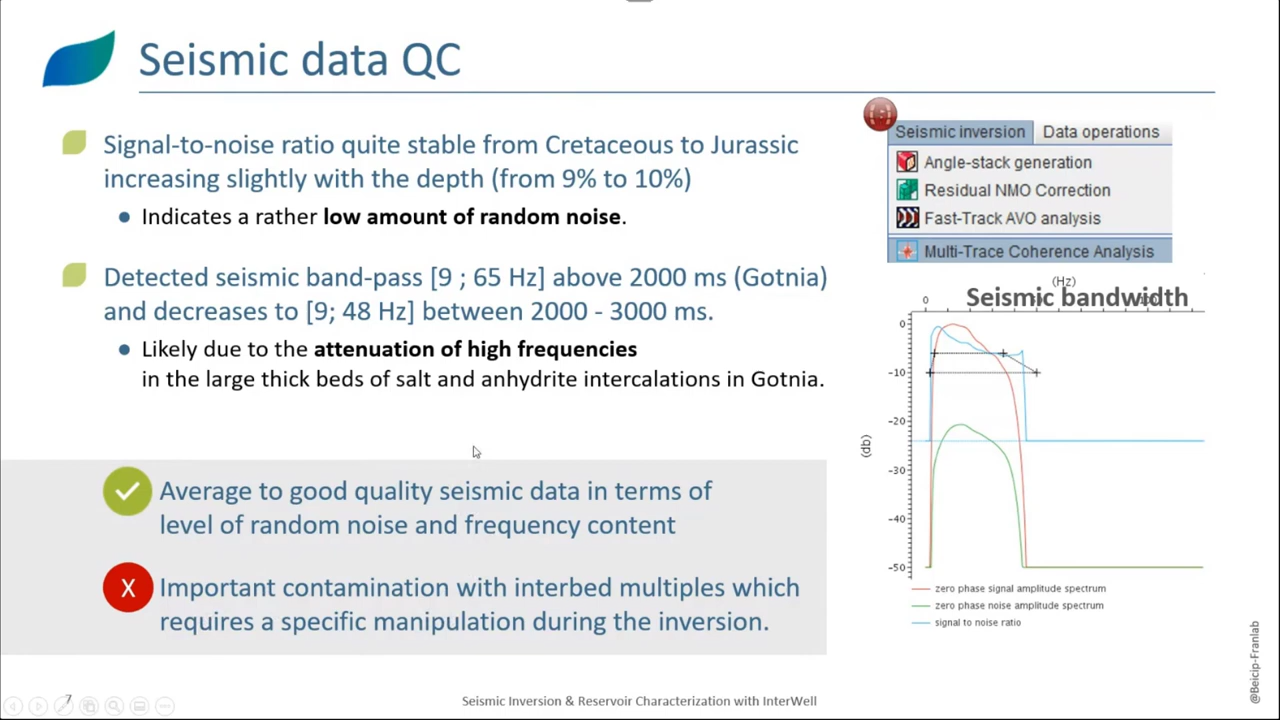 Seismic data QC
Signal-to-noise ratio quite stable from Cretaceous to Jurassic
increasing slightly with the depth (from 9% to 10%)
Indicates a rather low amount of random noise.
Detected seismic band-pass [9 ; 65 Hz] above 2000 ms (Gotnia)
and decreases to [9; 48 Hz] between 2000 - 3000 ms.
Likely due to the attenuation of high frequencies
in the large thick beds of salt and anhydrite intercalations in Gotnia.
Average to good quality seismic data in terms of
level of random noise and frequency content
X
Important contamination with interbed multiples which
requires a specific manipulation during the inversion.
Seismic inversion Data operations
Angle-stack generation
Residual NMO Correction
Fast-Track AVO analysis
Multi-Trace Coherence Analysis
(Hz)
Seismic bandwidth
0
0
-10
-20
-30
-40
-50
(db)
zero phase signal amplitude spectrum
zero phase noise amplitude spectrum
signal to noise ratio
@Beicip-Franlab
7
Seismic Inversion & Reservoir Characterization with InterWell